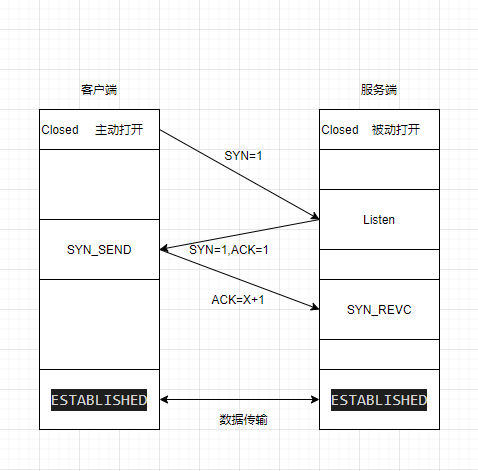 客户端
服务端
Closed 主动打开
Closed 被动打开
SYN=1
Listen
SYN_SEND
SYN=1,ACK=1
ACK=X+1
SYN_REVC
ESTABLISHED
ESTABLISHED
数据传输